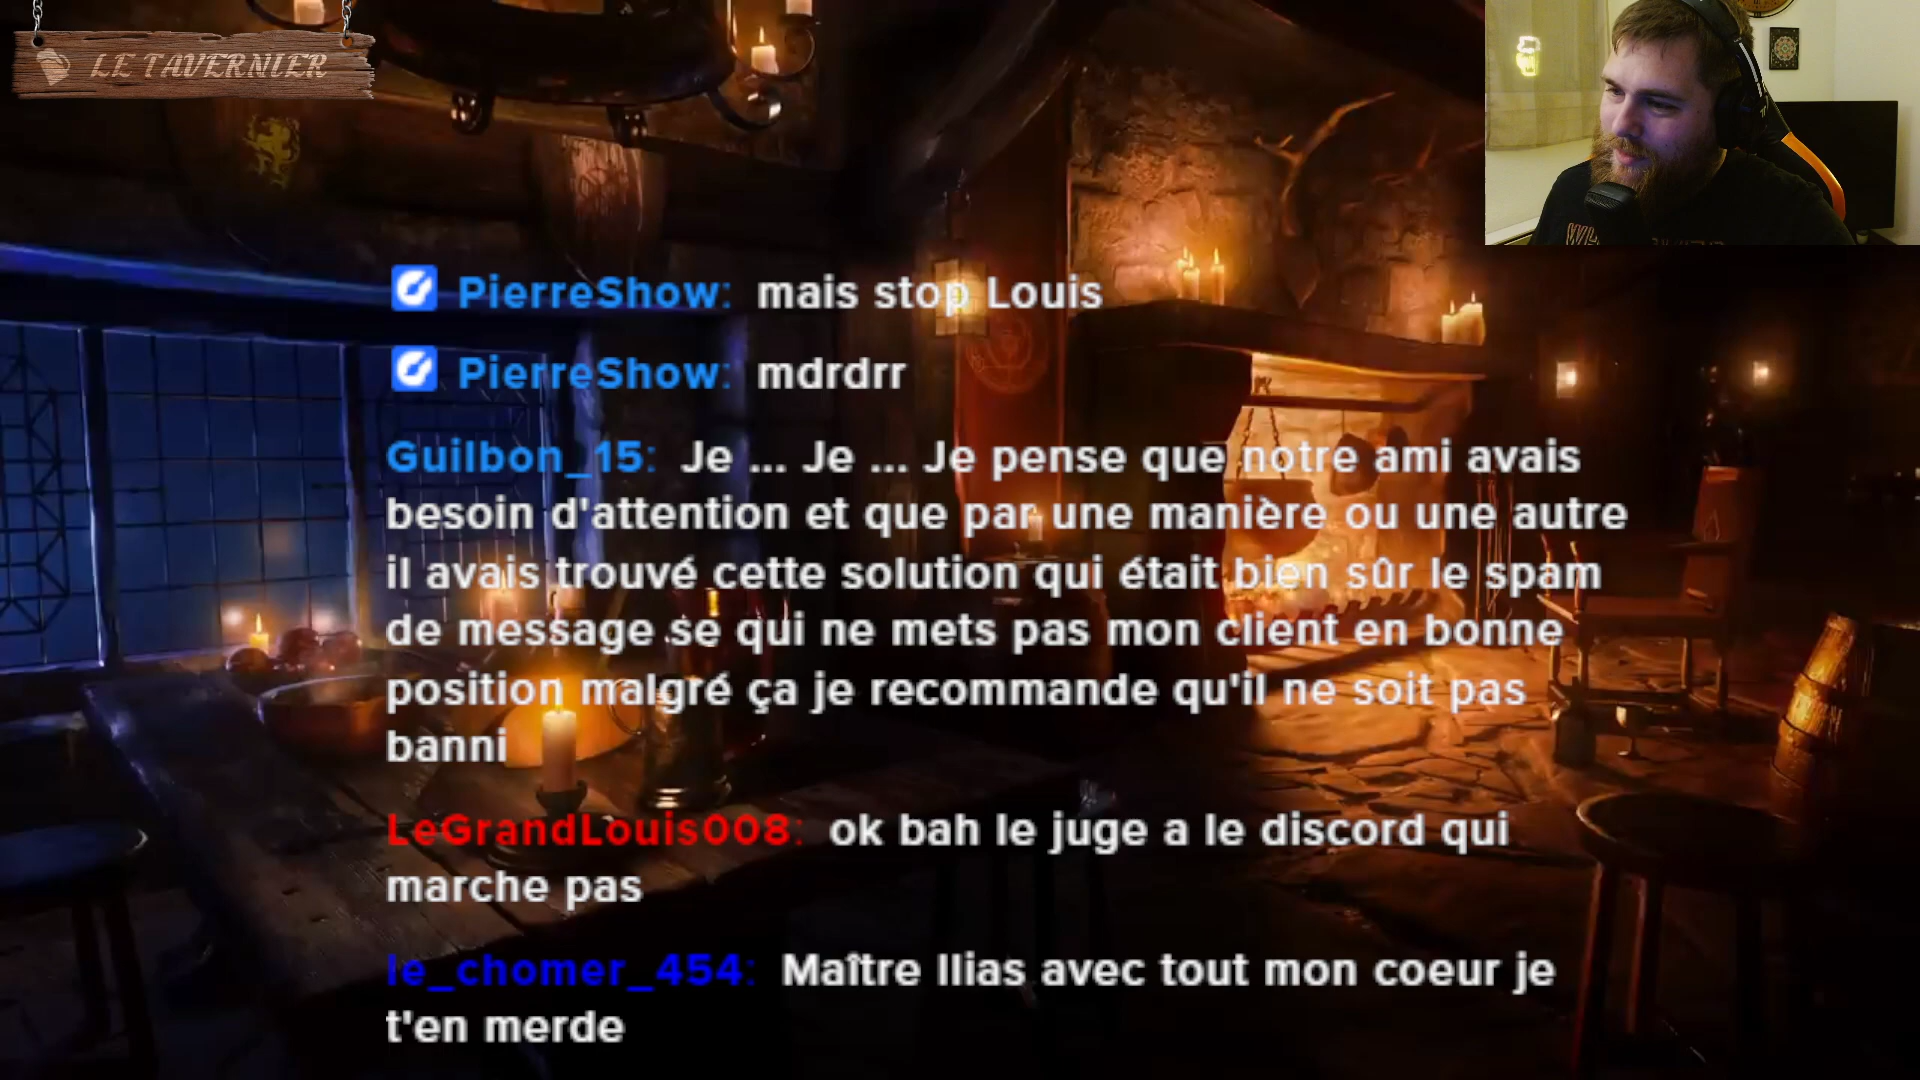 LE TAVERNIER
PierreShow: mais stop Louis
PierreShow: mdrdrr
Guilbon_15: Je ... Je ... Je pense que notre ami avais
besoin d'attention et que par une manière ou une autre
il avais trouvé cette solution qui était bien sûr le spam
de message se qui ne mets pas mon client en bonne
position malgré ça je recommande qu'il ne soit pas
banni
LeGrandLouis008: ok bah le juge a le discord qui
marche pas
le_chomer_454: Maître Ilias avec tout mon coeur je
t'en merde